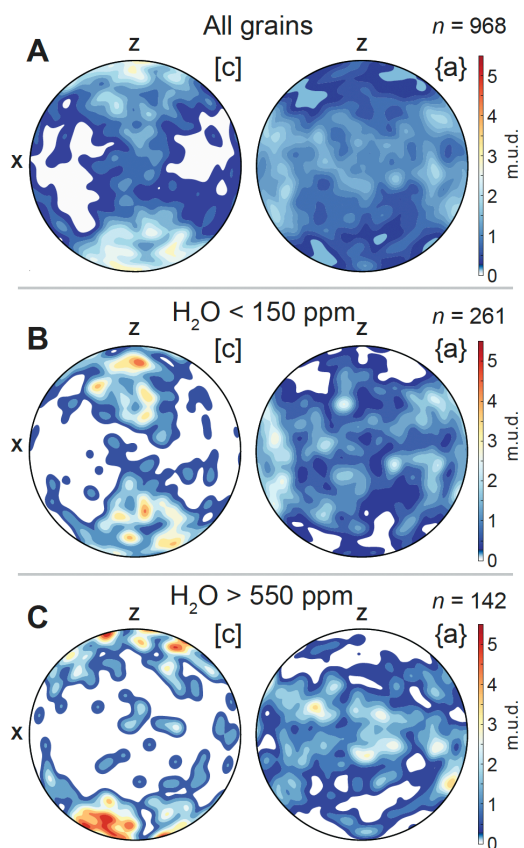 A All grains n = 968
z z
[c] {a}
x
5
4
3
2
1
0
m.u.d.
B H₂O < 150 ppm n = 261
z z
[c] {a}
x
5
4
3
2
1
0
m.u.d.
C H₂O > 550 ppm n = 142
z z
[c] {a}
x
5
4
3
2
1
0
m.u.d.